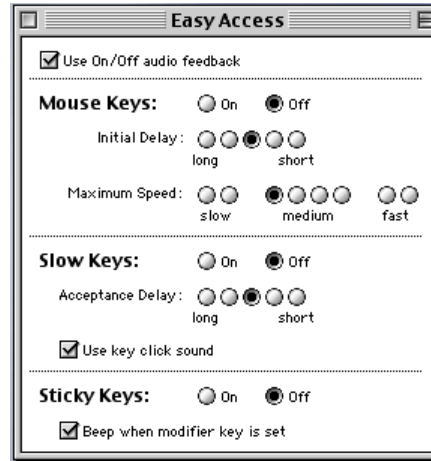 Easy Access
Use On/Off audio feedback
Mouse Keys: On Off
Initial Delay:
long short
Maximum Speed:
slow medium fast
Slow Keys: On Off
Acceptance Delay:
long short
Use key click sound
Sticky Keys: On Off
Beep when modifier key is set